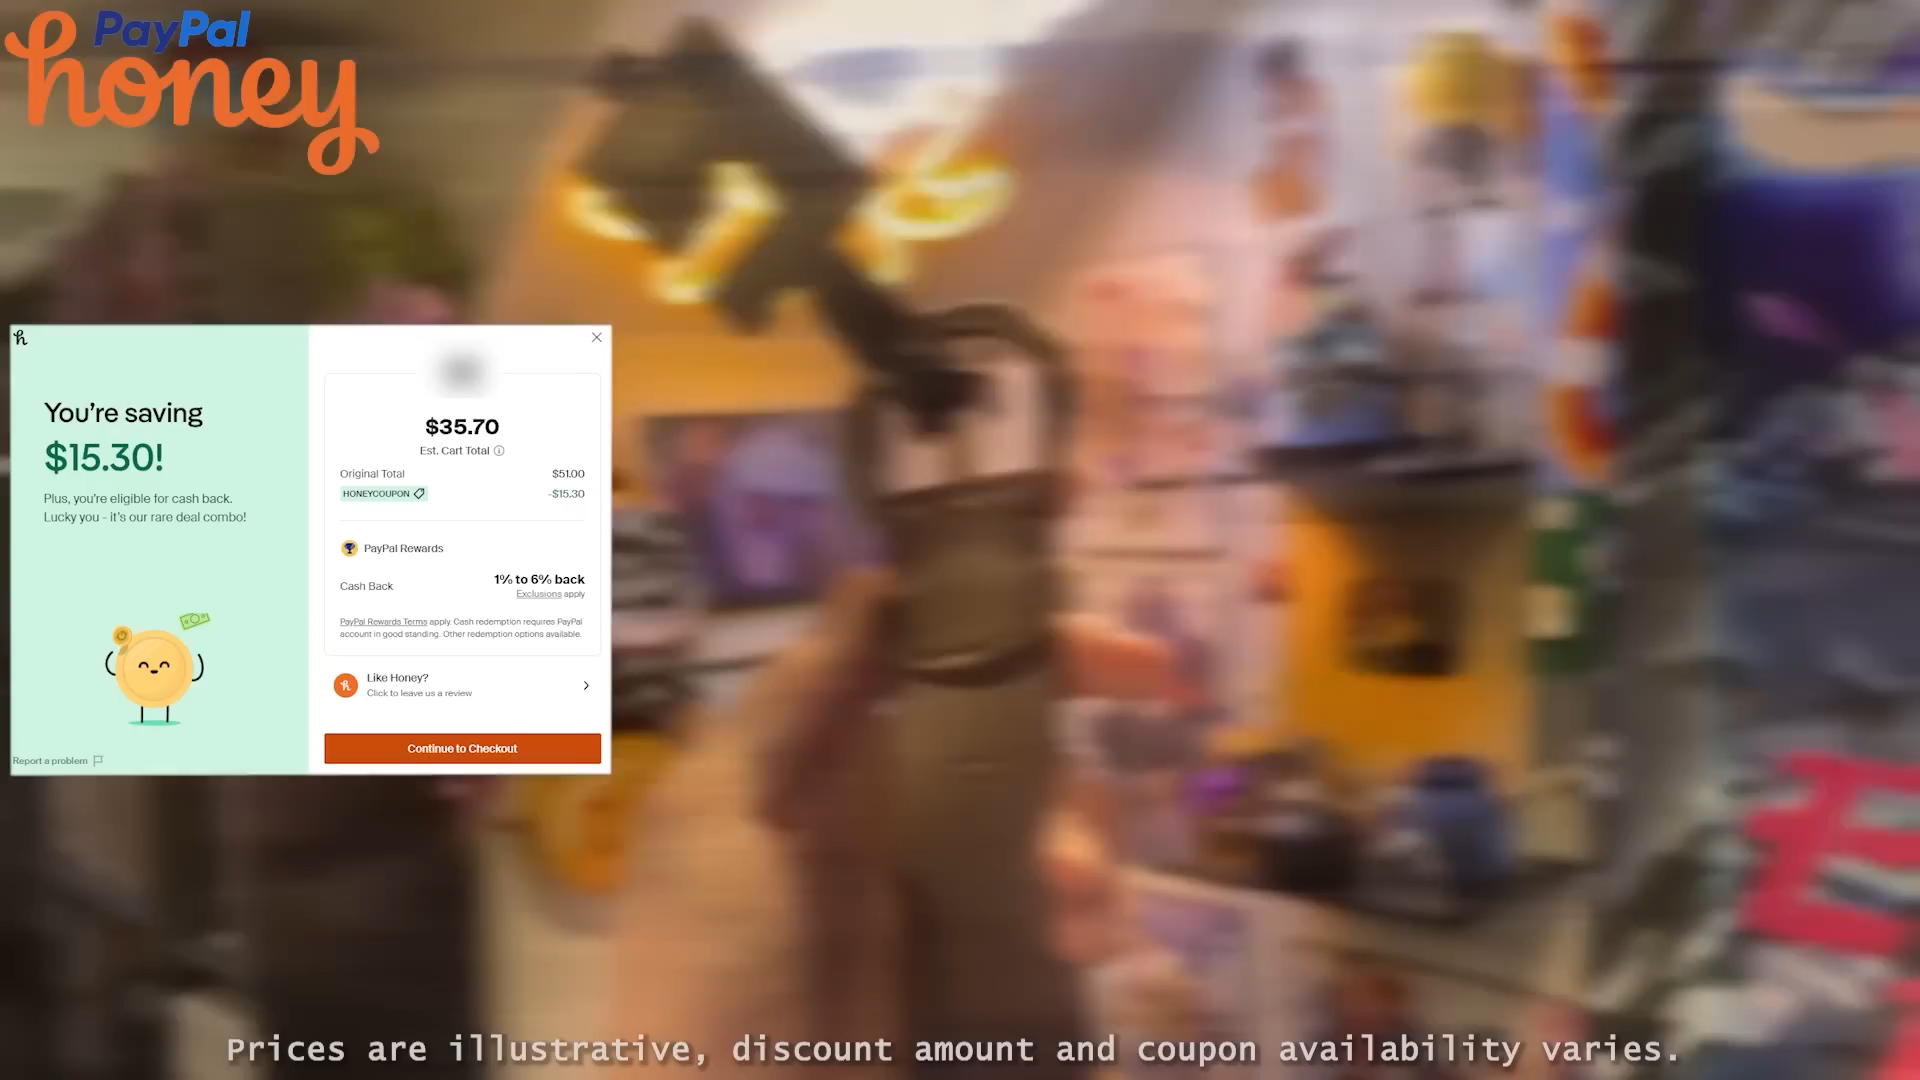 PayPal
honey
h
You're saving
$15.30!
Plus, you're eligible for cash back.
Lucky you - it's our rare deal combo!
Report a problem
$35.70
Est. Cart Total
Original Total $51.00
HONEYCOUPON -$15.30
PayPal Rewards
Cash Back 1% to 6% back
Exclusions apply
PayPal Rewards Terms apply. Cash redemption requires PayPal
account in good standing. Other redemption options available.
h
Like Honey?
Click to leave us a review
Continue to Checkout
Prices are illustrative, discount amount and coupon availability varies.